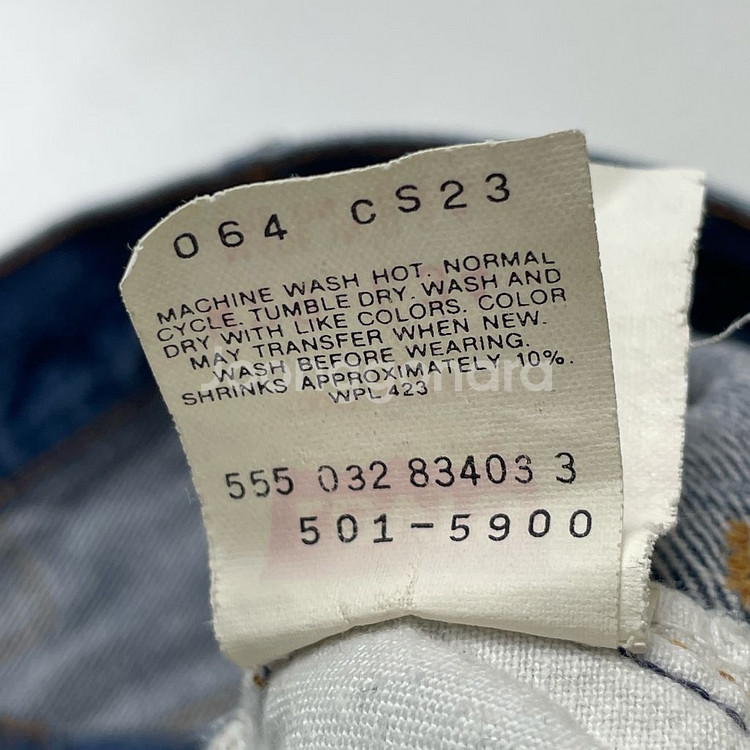 064 CS23
MACHINE WASH HOT. NORMAL
CYCLE. TUMBLE DRY. WASH AND
DRY WITH LIKE COLORS. COLOR
MAY TRANSFER WHEN NEW.
WASH BEFORE WEARING.
SHRINKS APPROXIMATELY 10%.
WPL 423
555 032 83403 3
501-5900